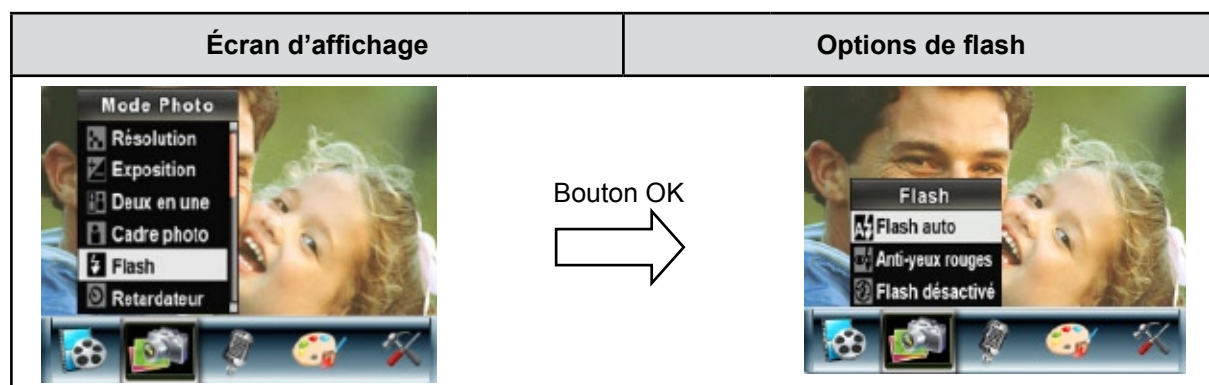 Écran d’affichage
Options de flash
Mode Photo
Résolution
Exposition
Deux en une
Cadre photo
Flash
Retardateur
Bouton OK
Flash
Flash auto
Anti-yeux rouges
Flash désactivé